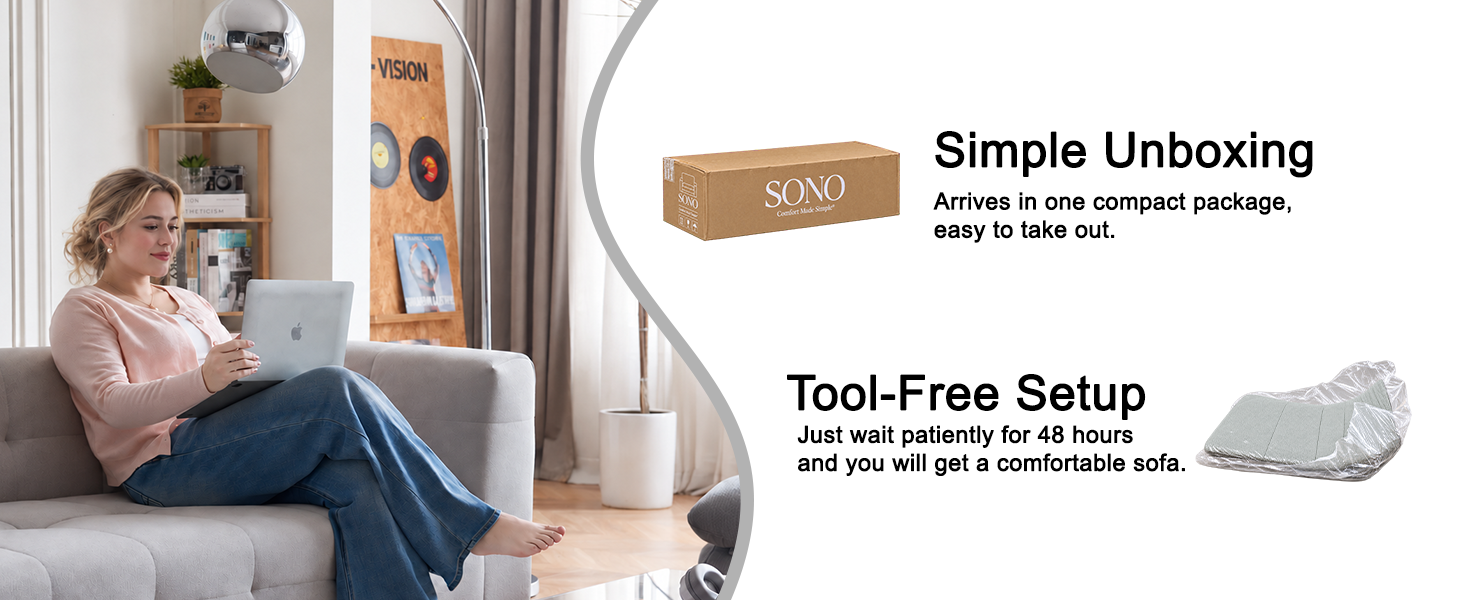 - VISION
THETICISM
SONO
Comfort Made Simple*
SONO
Simple Unboxing
Arrives in one compact package,
easy to take out.
Tool-Free Setup
Just wait patiently for 48 hours
and you will get a comfortable sofa.